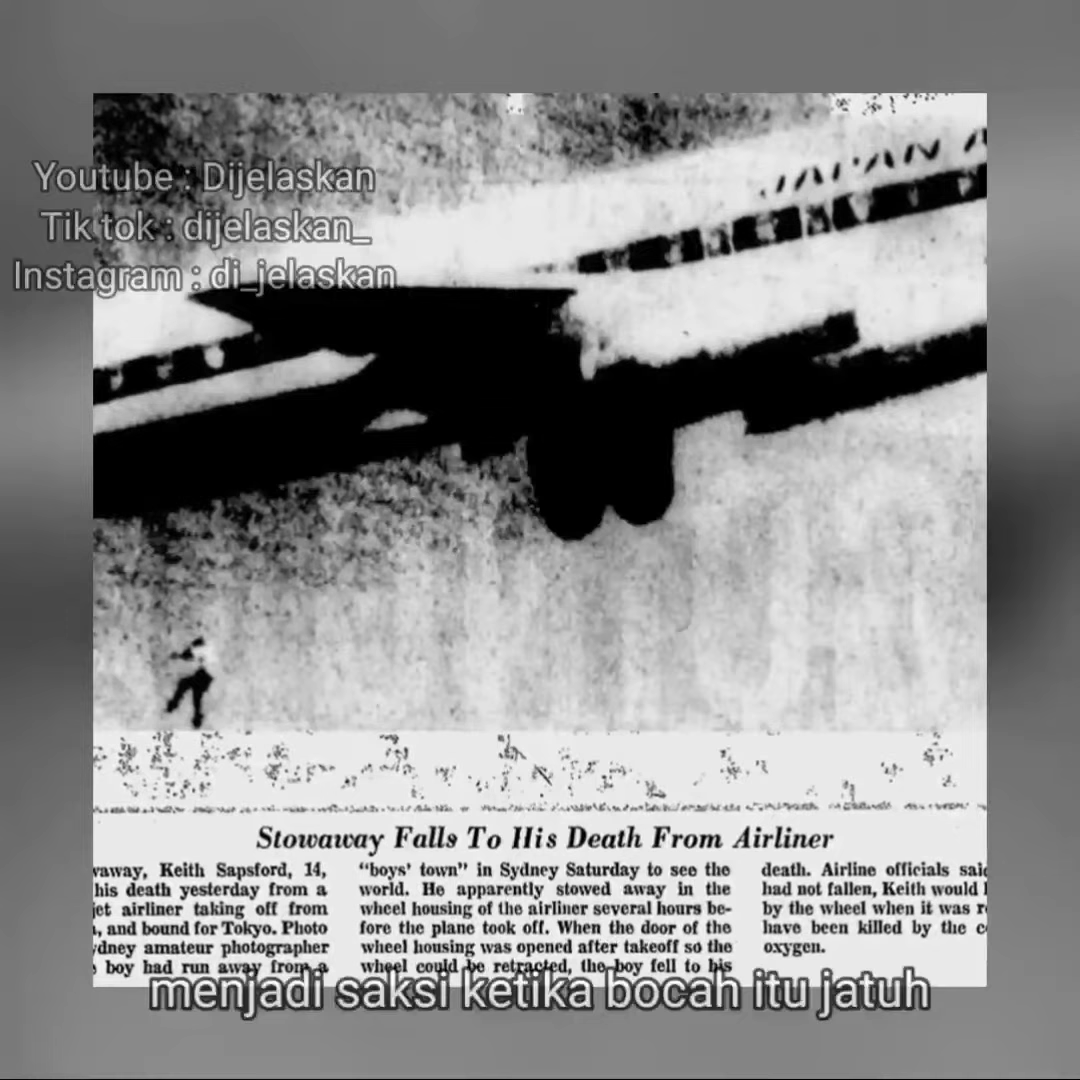 JAPAN A
Youtube : Dijelaskan
Tik tok : dijelaskan_
Instagram : di_jelaskan
Stowaway Falls To His Death From Airliner
vaway, Keith Sapsford, 14,
his death yesterday from a
jet airliner taking off from
, and bound for Tokyo. Photo
ydney amateur photographer
boy had run away from a
"boys' town" in Sydney Saturday to see the
world. He apparently stowed away in the
wheel housing of the airliner several hours be-
fore the plane took off. When the door of the
wheel housing was opened after takeoff so the
wheel could be retracted, the boy fell to his
death. Airline officials said
had not fallen, Keith would
by the wheel when it was r
have been killed by the c
oxygen.
menjadi saksi ketika bocah itu jatuh